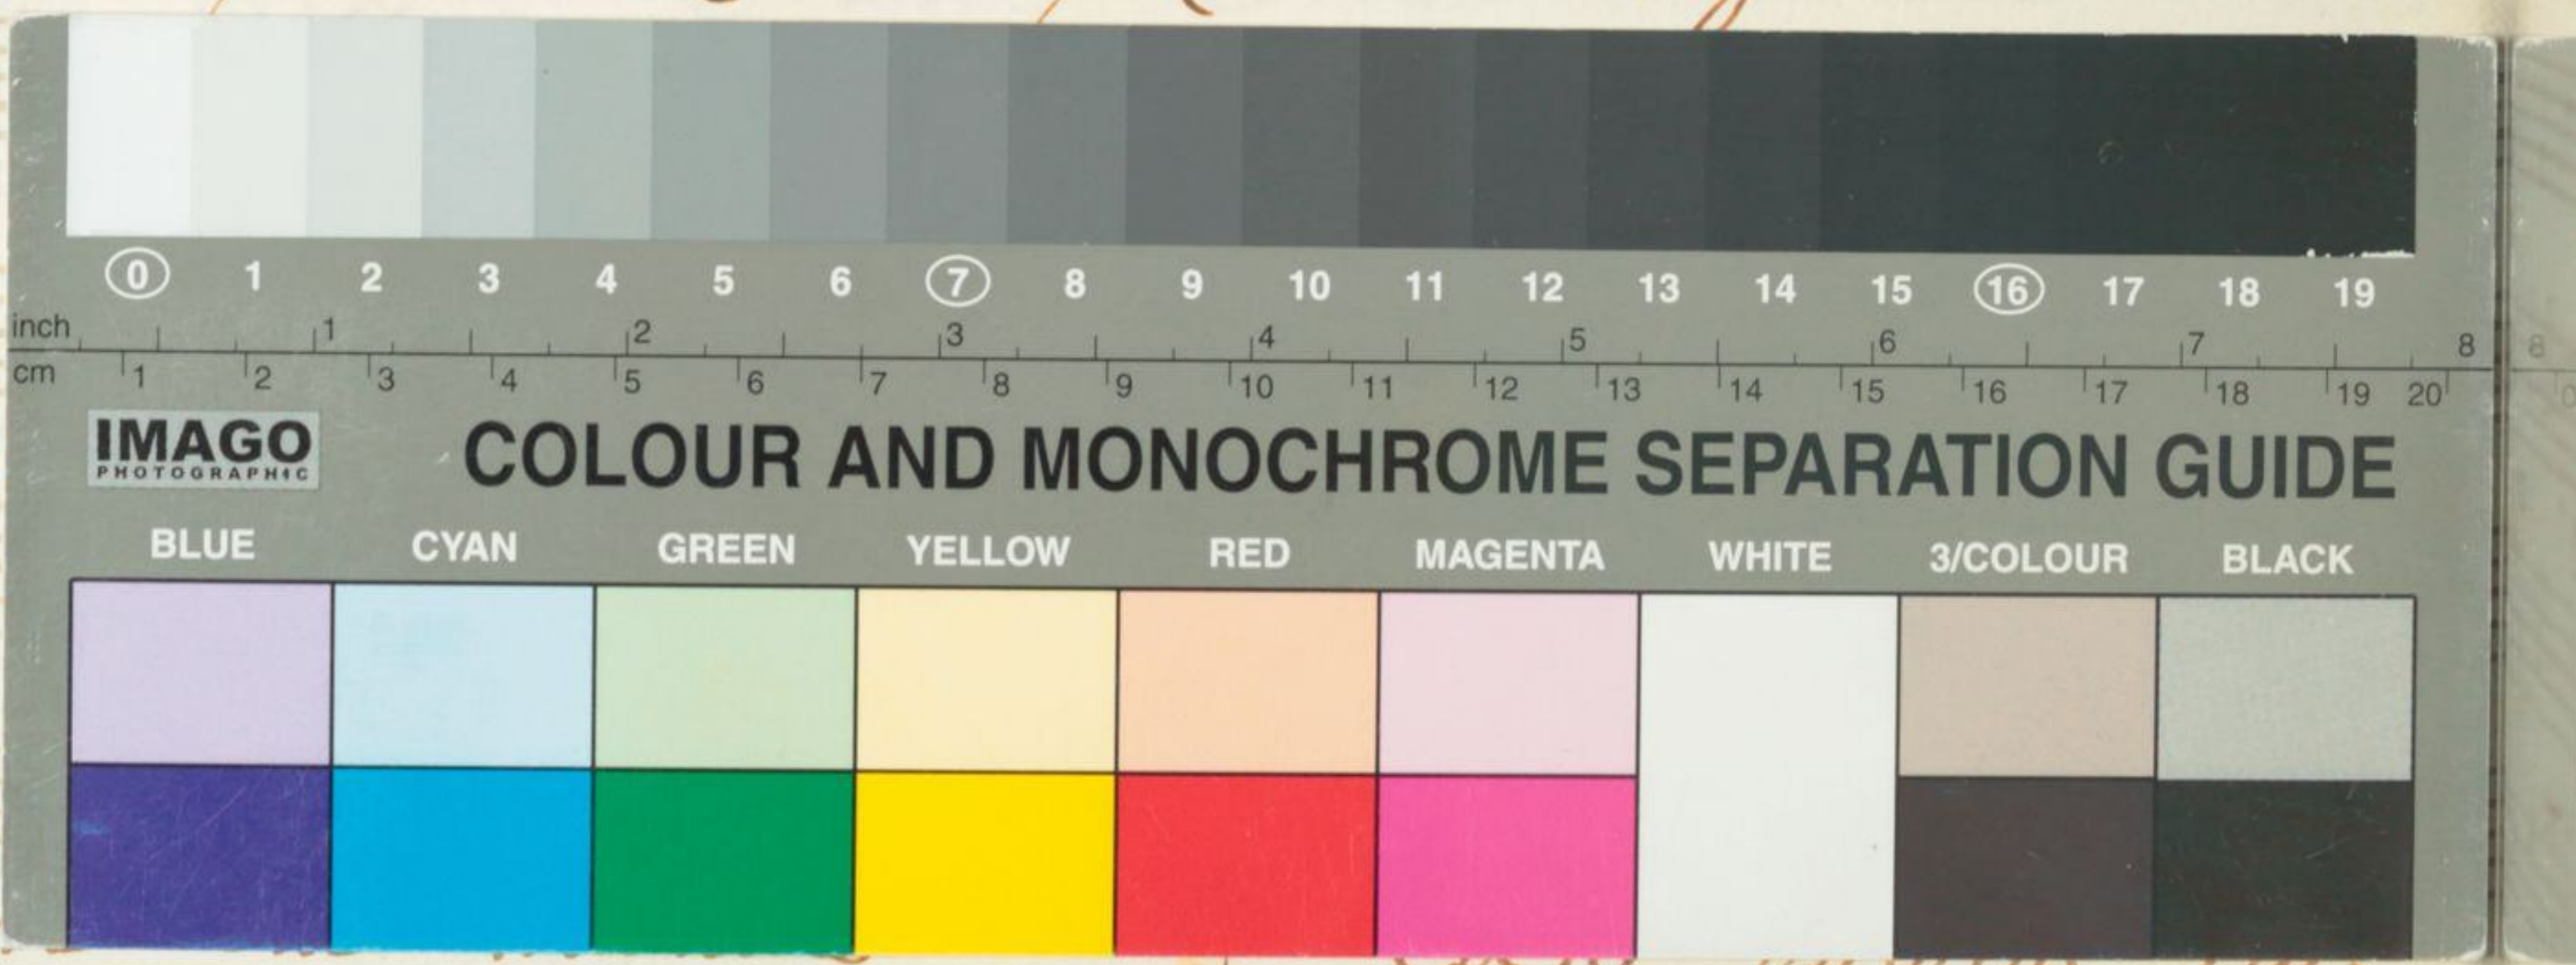 0 1 2 3 4 5 6 7 8 9 10 11 12 13 14 15 16 17 18 19
inch 1 2 3 4 5 6 7 8 8
cm 1 2 3 4 5 6 7 8 9 10 11 12 13 14 15 16 17 18 19 20
IMAGO
PHOTOGRAPHIC
COLOUR AND MONOCHROME SEPARATION GUIDE
BLUE CYAN GREEN YELLOW RED MAGENTA WHITE 3/COLOUR BLACK